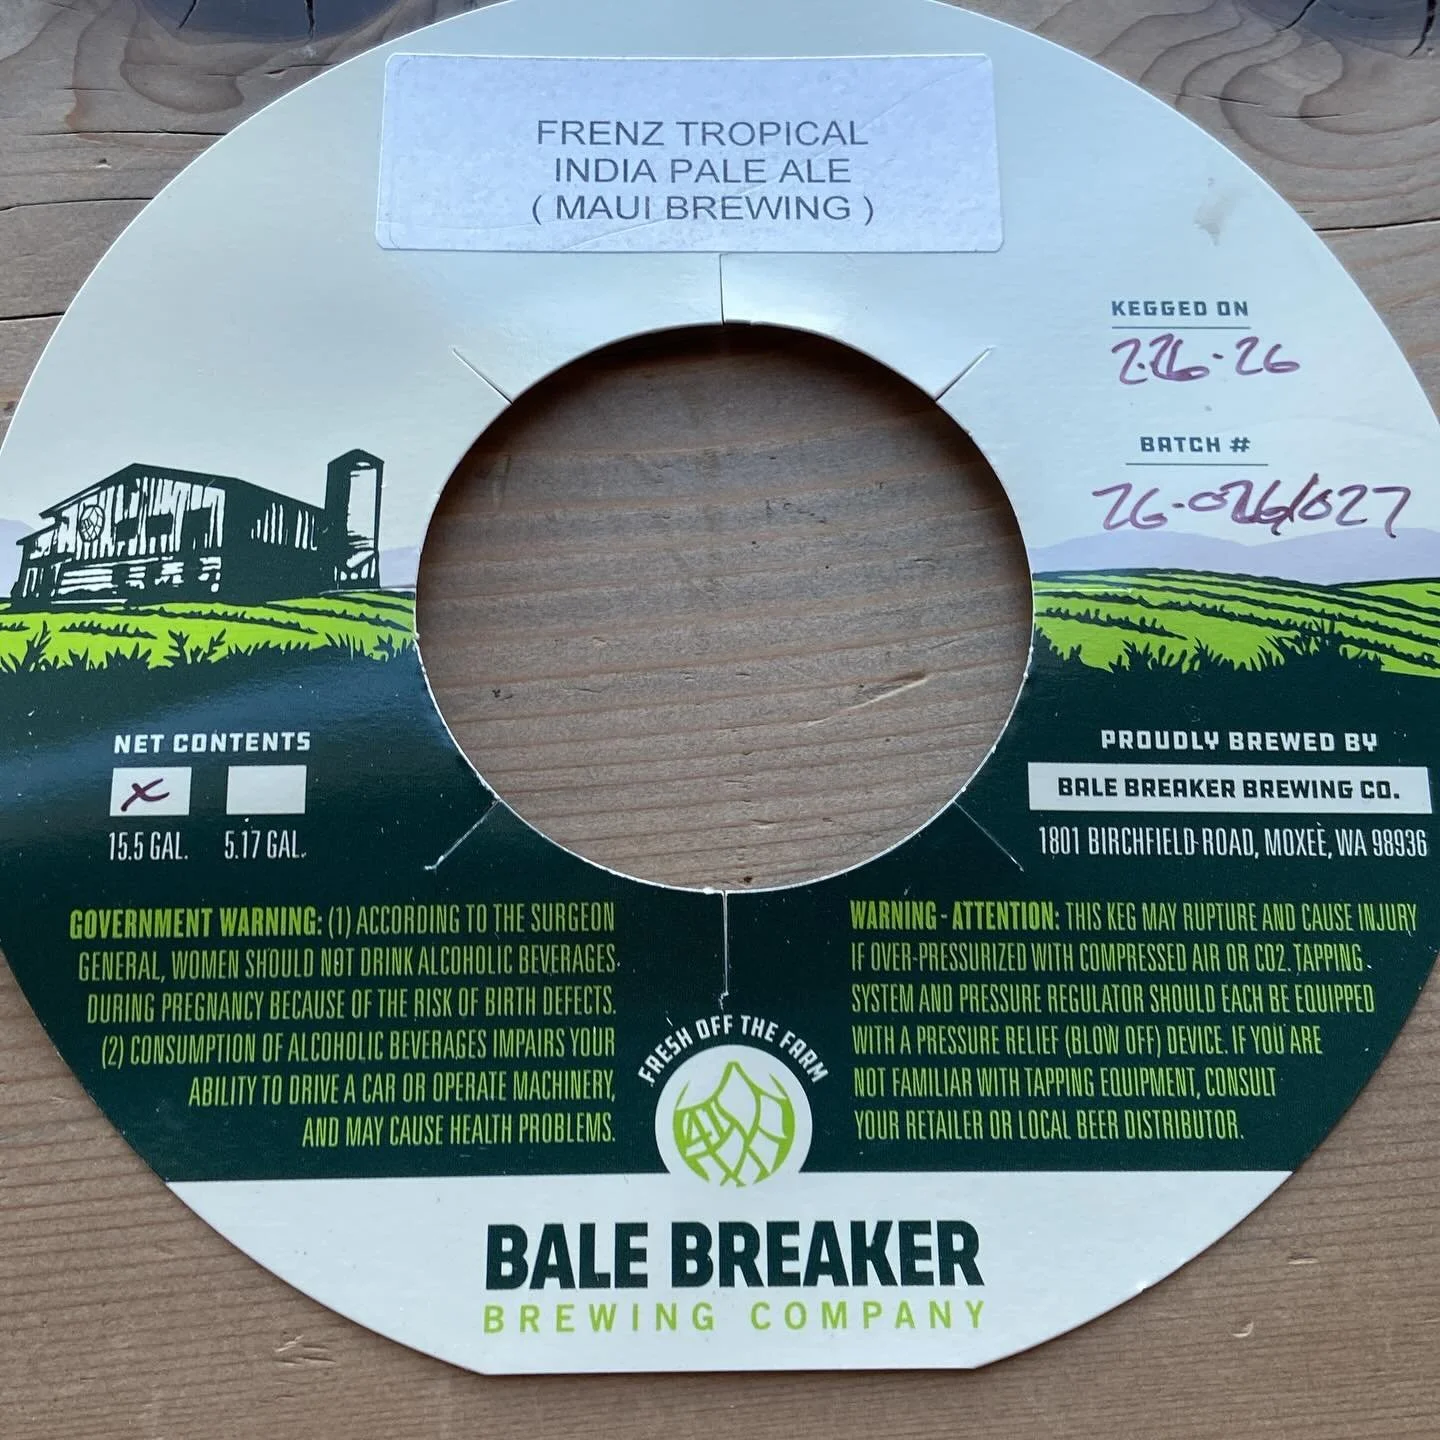 FRENZ TROPICAL
INDIA PALE ALE
( MAUI BREWING )
KEGGED ON
2.26.26
BATCH #
26-026/027
NET CONTENTS
x
15.5 GAL.
5.17 GAL.
PROUDLY BREWED BY
BALE BREAKER BREWING CO.
1801 BIRCHFIELD ROAD, MOXEE, WA 98936
GOVERNMENT WARNING: (1) ACCORDING TO THE SURGEON
GENERAL, WOMEN SHOULD NOT DRINK ALCOHOLIC BEVERAGES
DURING PREGNANCY BECAUSE OF THE RISK OF BIRTH DEFECTS.
(2) CONSUMPTION OF ALCOHOLIC BEVERAGES IMPAIRS YOUR
ABILITY TO DRIVE A CAR OR OPERATE MACHINERY,
AND MAY CAUSE HEALTH PROBLEMS.
WARNING - ATTENTION: THIS KEG MAY RUPTURE AND CAUSE INJURY
IF OVER-PRESSURIZED WITH COMPRESSED AIR OR CO2. TAPPING
SYSTEM AND PRESSURE REGULATOR SHOULD EACH BE EQUIPPED
WITH A PRESSURE RELIEF (BLOW OFF) DEVICE. IF YOU ARE
NOT FAMILIAR WITH TAPPING EQUIPMENT, CONSULT
YOUR RETAILER OR LOCAL BEER DISTRIBUTOR.
FRESH OFF THE FARM
41
BALE BREAKER
BREWING COMPANY